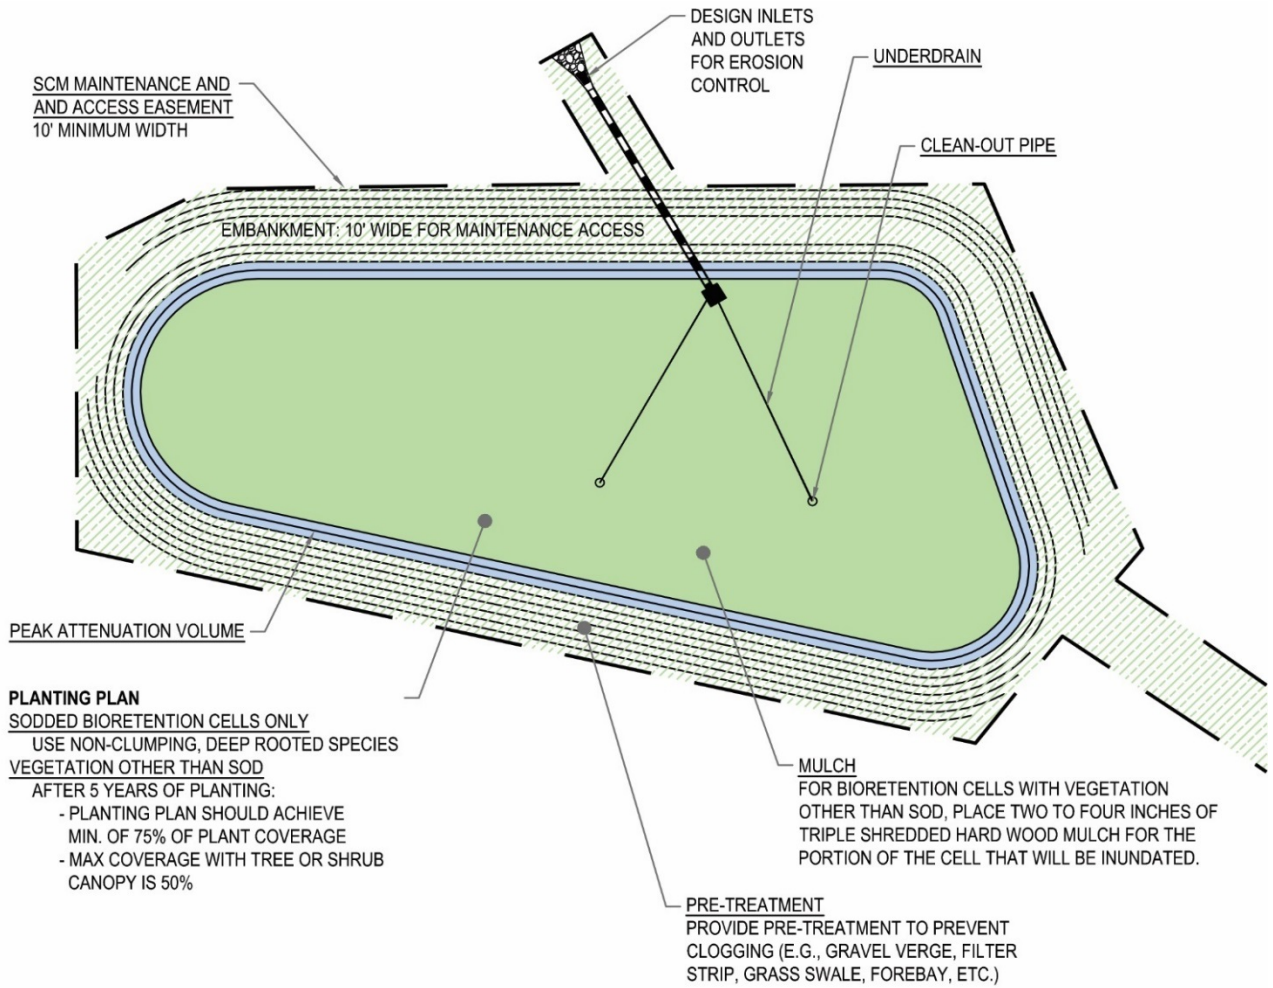 DESIGN INLETS
AND OUTLETS
FOR EROSION
CONTROL
UNDERDRAIN
SCM MAINTENANCE AND
AND ACCESS EASEMENT
10' MINIMUM WIDTH
CLEAN-OUT PIPE
EMBANKMENT: 10' WIDE FOR MAINTENANCE ACCESS
PEAK ATTENUATION VOLUME
PLANTING PLAN
SODDED BIORETENTION CELLS ONLY
USE NON-CLUMPING, DEEP ROOTED SPECIES
VEGETATION OTHER THAN SOD
AFTER 5 YEARS OF PLANTING:
- PLANTING PLAN SHOULD ACHIEVE
MIN. OF 75% OF PLANT COVERAGE
- MAX COVERAGE WITH TREE OR SHRUB
CANOPY IS 50%
MULCH
FOR BIORETENTION CELLS WITH VEGETATION
OTHER THAN SOD, PLACE TWO TO FOUR INCHES OF
TRIPLE SHREDDED HARD WOOD MULCH FOR THE
PORTION OF THE CELL THAT WILL BE INUNDATED.
PRE-TREATMENT
PROVIDE PRE-TREATMENT TO PREVENT
CLOGGING (E.G., GRAVEL VERGE, FILTER
STRIP, GRASS SWALE, FOREBAY, ETC.)